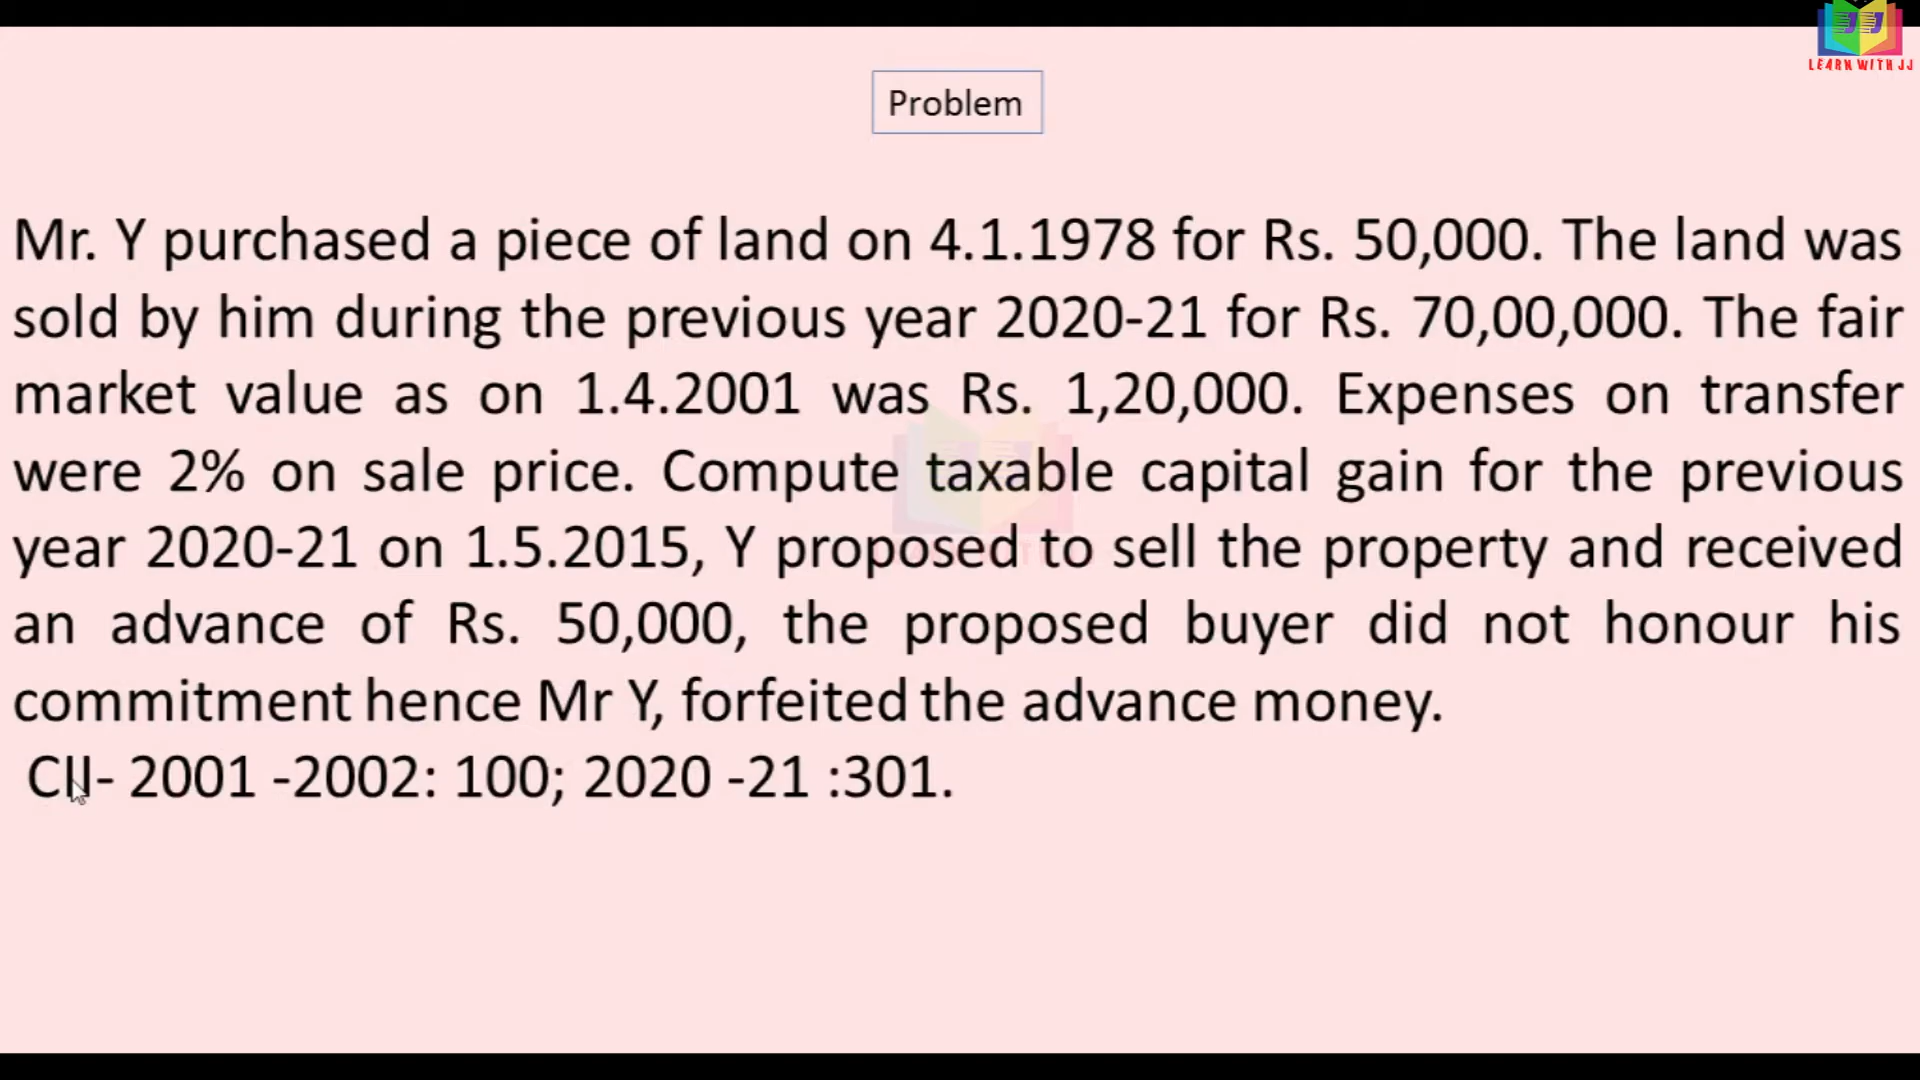 LEARN WITH JJ
Problem
Mr. Y purchased a piece of land on 4.1.1978 for Rs. 50,000. The land was
sold by him during the previous year 2020-21 for Rs. 70,00,000. The fair
market value as on 1.4.2001 was Rs. 1,20,000. Expenses on transfer
were 2% on sale price. Compute taxable capital gain for the previous
year 2020-21 on 1.5.2015, Y proposed to sell the property and received
an advance of Rs. 50,000, the proposed buyer did not honour his
commitment hence Mr Y, forfeited the advance money.
CII- 2001 -2002: 100; 2020 -21 :301.